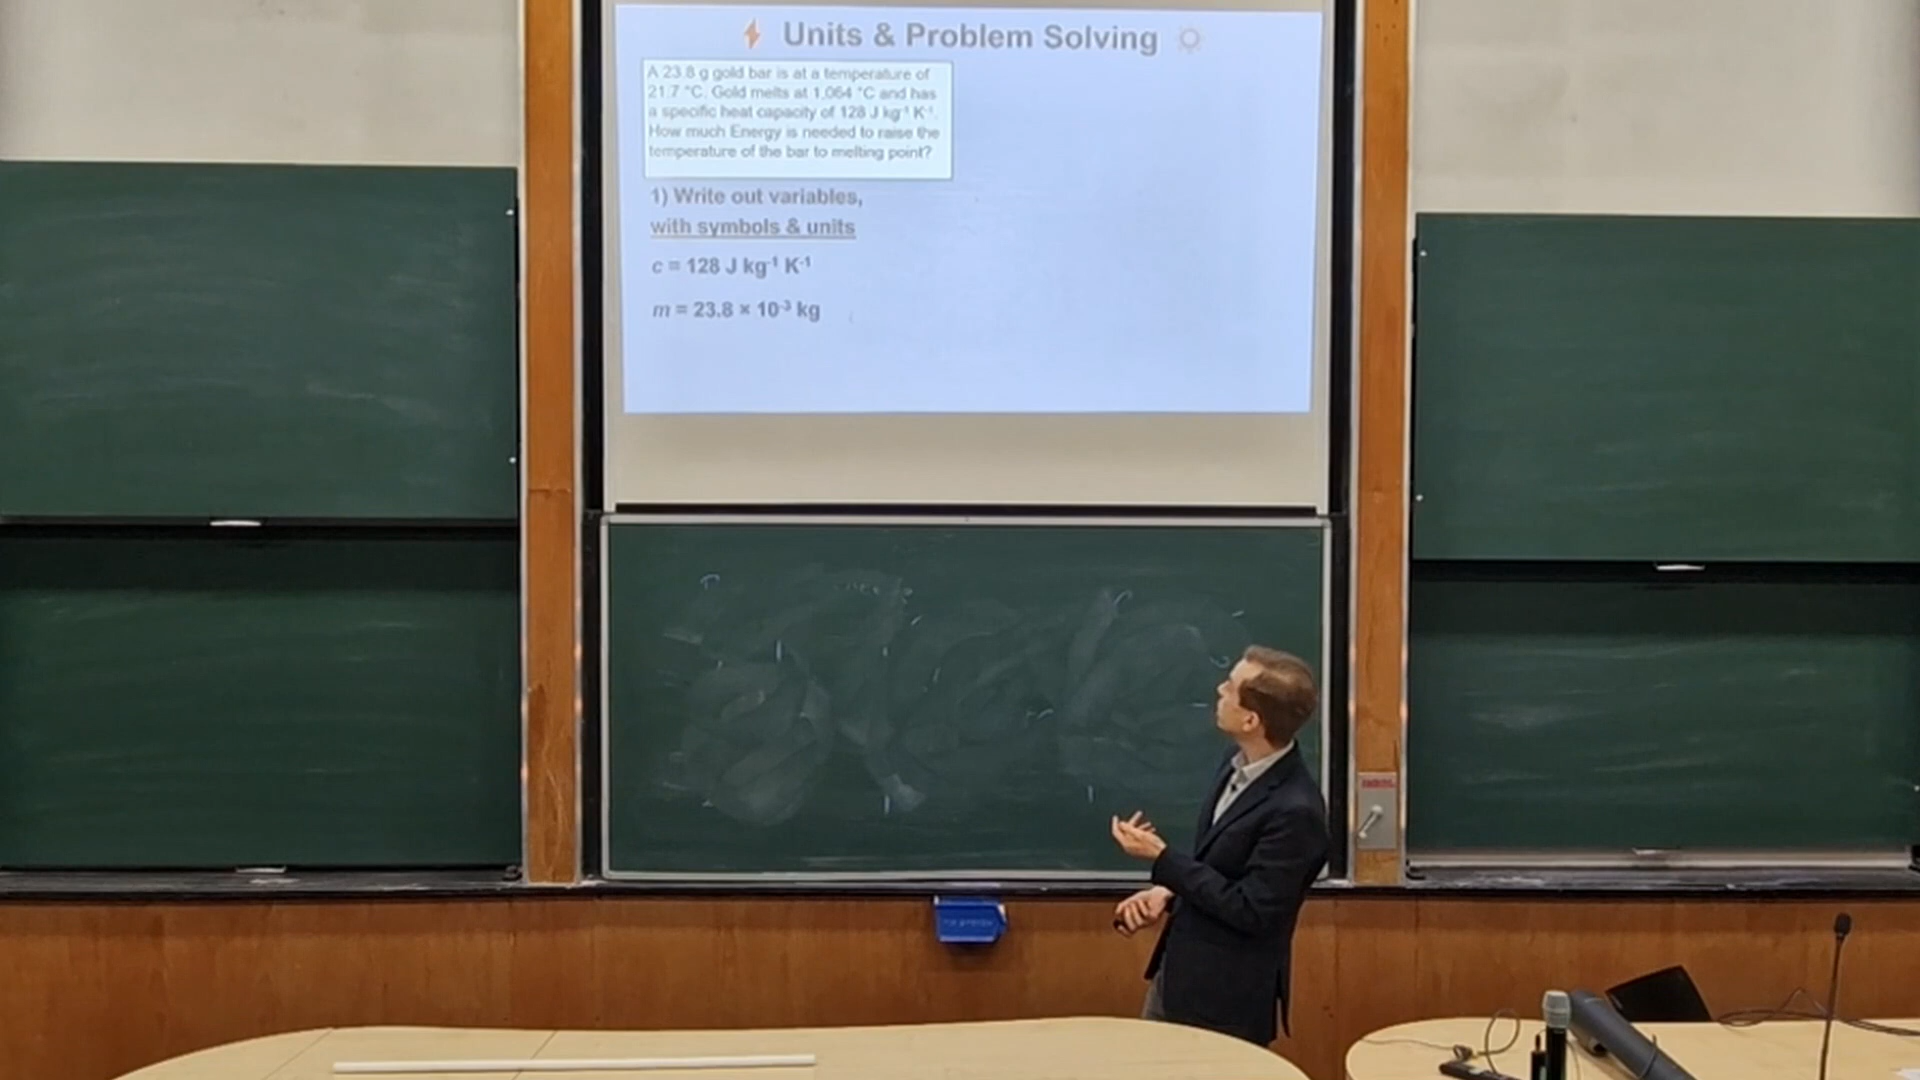 Units & Problem Solving
A 23.8 g gold bar is at a temperature of
21.7 °C. Gold melts at 1,064 °C and has
a specific heat capacity of 128 J kg⁻¹ K⁻¹.
How much Energy is needed to raise the
temperature of the bar to melting point?
1) Write out variables,
with symbols & units
c = 128 J kg⁻¹ K⁻¹
m = 23.8 × 10⁻³ kg